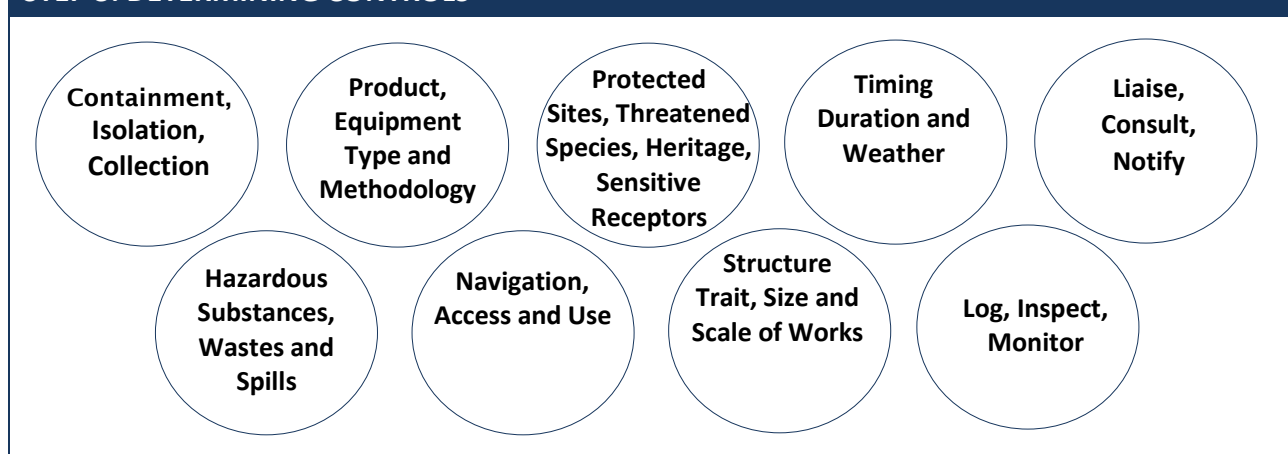 Containment,
Isolation,
Collection
Product,
Equipment
Type and
Methodology
Protected
Sites, Threatened
Species, Heritage,
Sensitive
Receptors
Timing
Duration and
Weather
Liaise,
Consult,
Notify
Hazardous
Substances,
Wastes and
Spills
Navigation,
Access and Use
Structure
Trait, Size and
Scale of Works
Log, Inspect,
Monitor